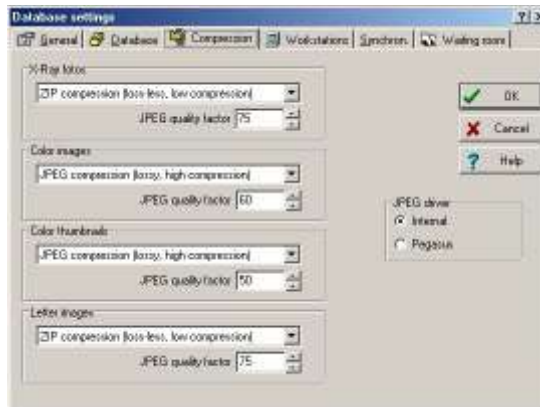 Database settings
General Database Compression Workstations Synchron. Waiting room
X-Ray fotos
ZIP compression (loss-less, low compression)
JPEG quality factor 75
Color images
JPEG compression (lossy, high compression)
JPEG quality factor 60
Color thumbnails
JPEG compression (lossy, high compression)
JPEG quality factor 50
Letter images
ZIP compression (loss-less, low compression)
JPEG quality factor 75
OK
Cancel
Help
JPEG driver
Internal
Pegasus